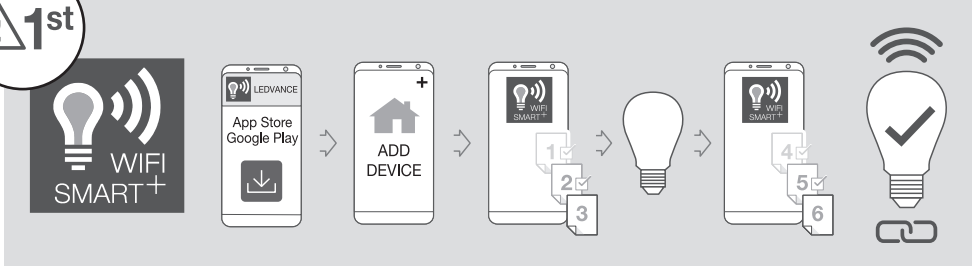 1st
WIFI
SMART+
LEDVANCE
App Store
Google Play
+
ADD
DEVICE
WIFI
SMART+
1
2
3
WIFI
SMART+
4
5
6